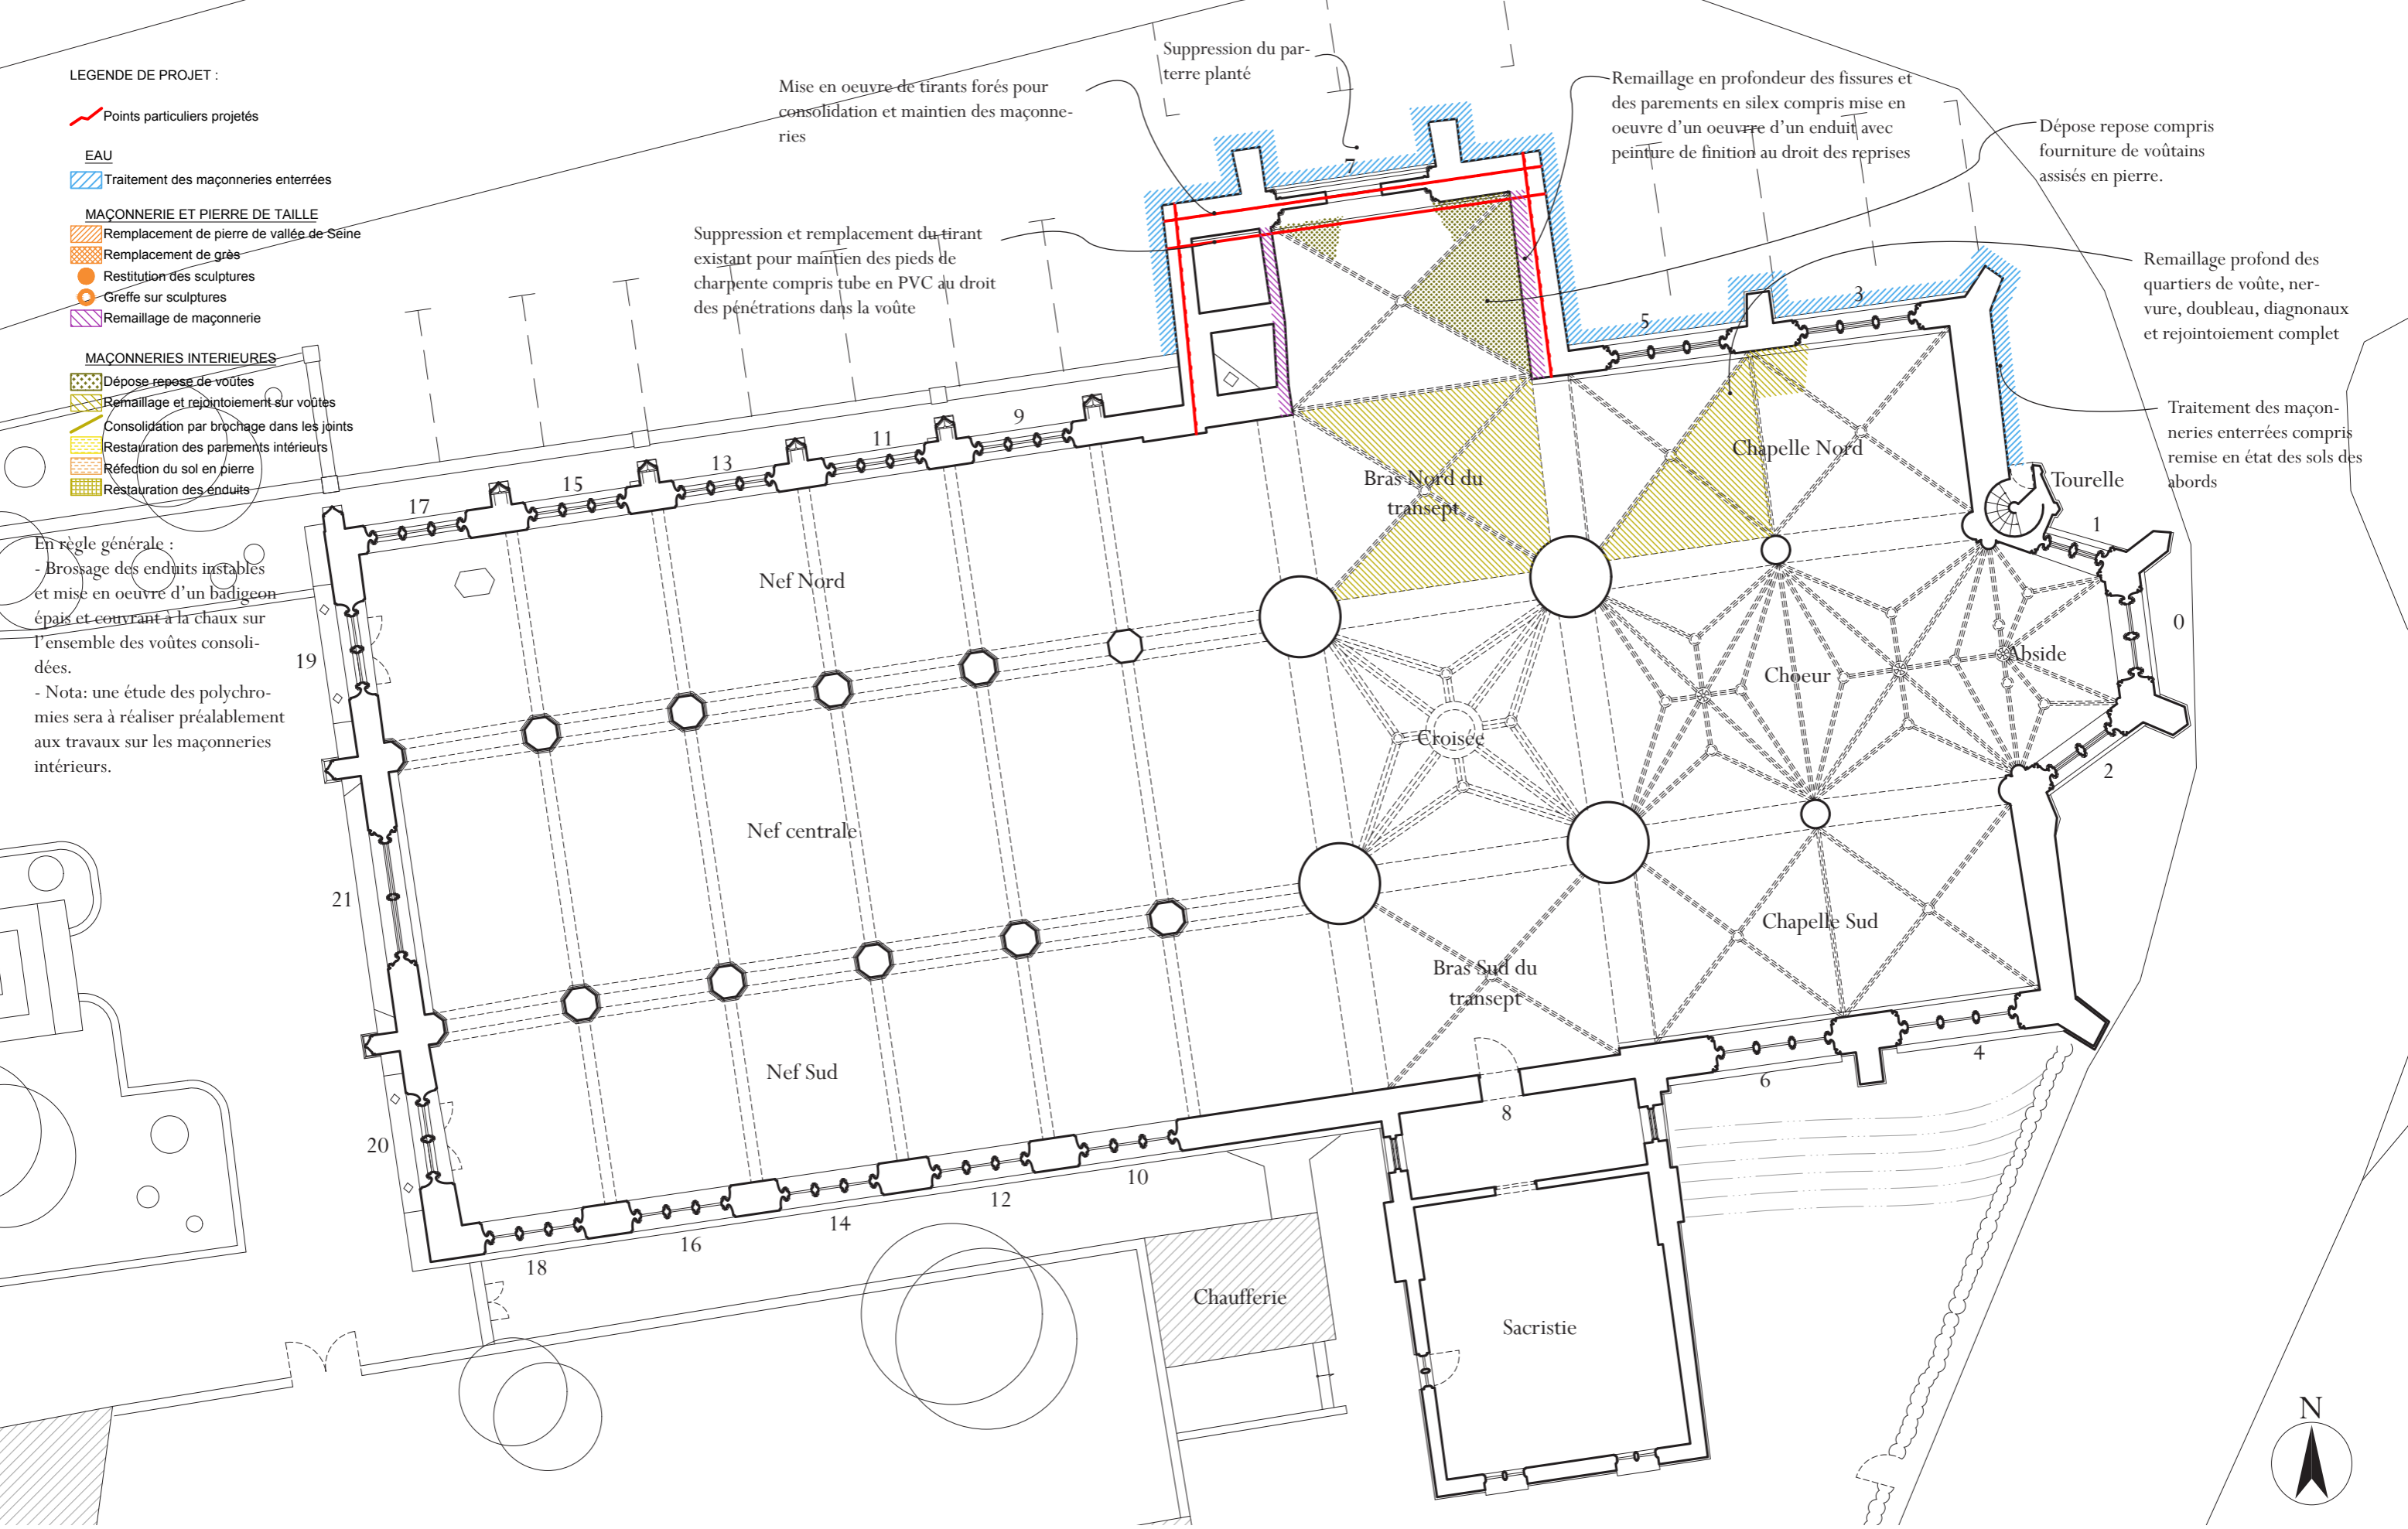 LEGENDE DE PROJET :
Points particuliers projetés
EAU
Traitement des maçonneries enterrées
MAÇONNERIE ET PIERRE DE TAILLE
Remplacement de pierre de vallée de Seine
Remplacement de grès
Restitution des sculptures
Greffe sur sculptures
Remaillage de maçonnerie
MAÇONNERIES INTERIEURES
Dépose repose de voûtes
Remaillage et rejointoiement sur voûtes
Consolidation par brochage dans les joints
Restauration des parements intérieurs
Réfection du sol en pierre
Restauration des enduits
En règle générale :
- Brossage des enduits instables
et mise en oeuvre d'un badigeon
épais et couvrant à la chaux sur
l'ensemble des voûtes consoli-
dées.
- Nota: une étude des polychro-
mies sera à réaliser préalablement
aux travaux sur les maçonneries
intérieurs.
Mise en oeuvre de tirants forés pour
consolidation et maintien des maçonne-
ries
Suppression du par-
terre planté
Suppression et remplacement du tirant
existant pour maintien des pieds de
charpente compris tube en PVC au droit
des pénétrations dans la voûte
Remaillage en profondeur des fissures et
des parements en silex compris mise en
oeuvre d'un oeuvre d'un enduit avec
peinture de finition au droit des reprises
Dépose repose compris
fourniture de voûtains
assisés en pierre.
Remaillage profond des
quartiers de voûte, ner-
vure, doubleau, diagnonaux
et rejointoiement complet
Traitement des maçon-
neries enterrées compris
remise en état des sols des
abords
7
5
3
1
0
2
4
6
8
9
11
13
15
17
19
21
20
18
16
14
12
10
Nef Nord
Nef centrale
Nef Sud
Bras Nord du
transept
Chapelle Nord
Tourelle
Abside
Choeur
Croisée
Chapelle Sud
Bras Sud du
transept
Chaufferie
Sacristie
N